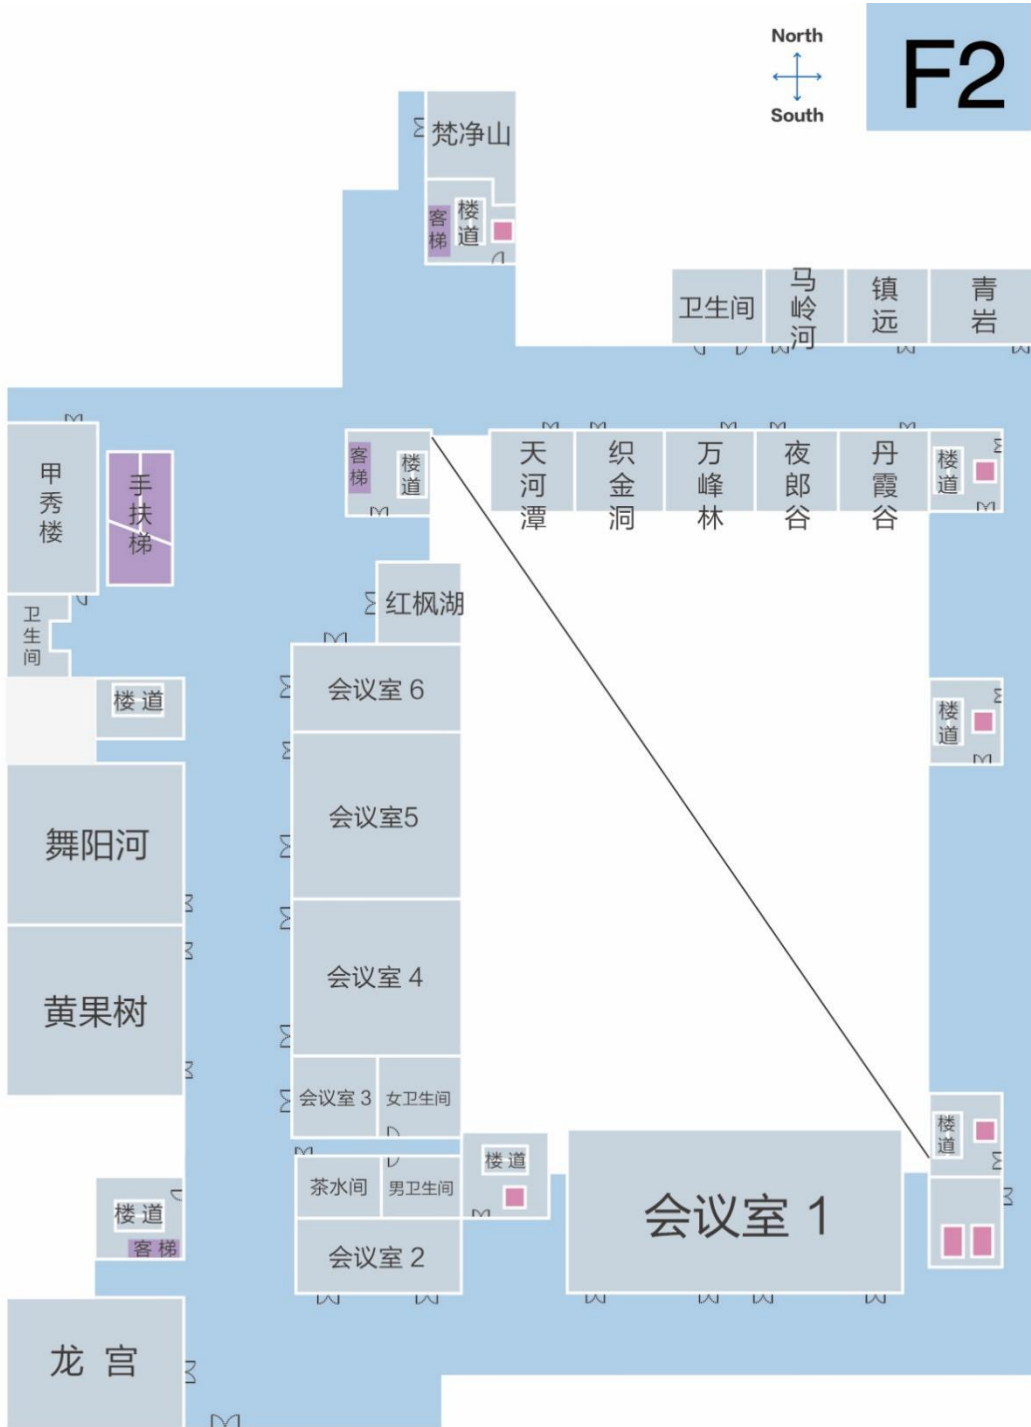 North
F2
South
梵净山
客梯
楼道
卫生间
马岭河
镇远
青岩
甲秀楼
手扶梯
客梯
楼道
天河潭
织金洞
万峰林
夜郎谷
丹霞谷
楼道
卫生间
红枫湖
会议室 6
楼道
楼道
会议室5
舞阳河
会议室 4
黄果树
会议室 3
女卫生间
楼道
茶水间
男卫生间
楼道
会议室 1
楼道
客梯
会议室 2
龙宫